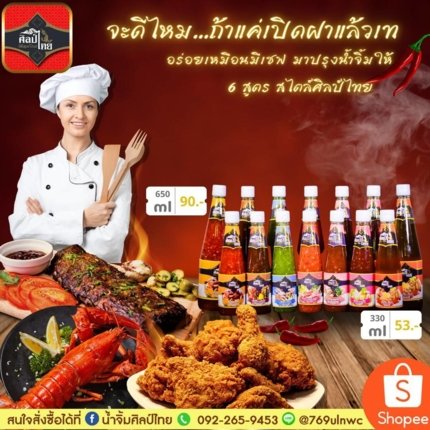 ศิลป์ไทย
จะดีไหม...ถ้าแค่เปิดฝาแล้วเท
อร่อยเหมือนมีเชฟ มาปรุงน้ำจิ้มให้
6 สูตร สไตล์ศิลป์ไทย
650 ml 90.-
330 ml 53.-
สนใจสั่งซื้อได้ที่ น้ำจิ้มศิลป์ไทย 092-265-9453 @769ulnwc
S
Shopee